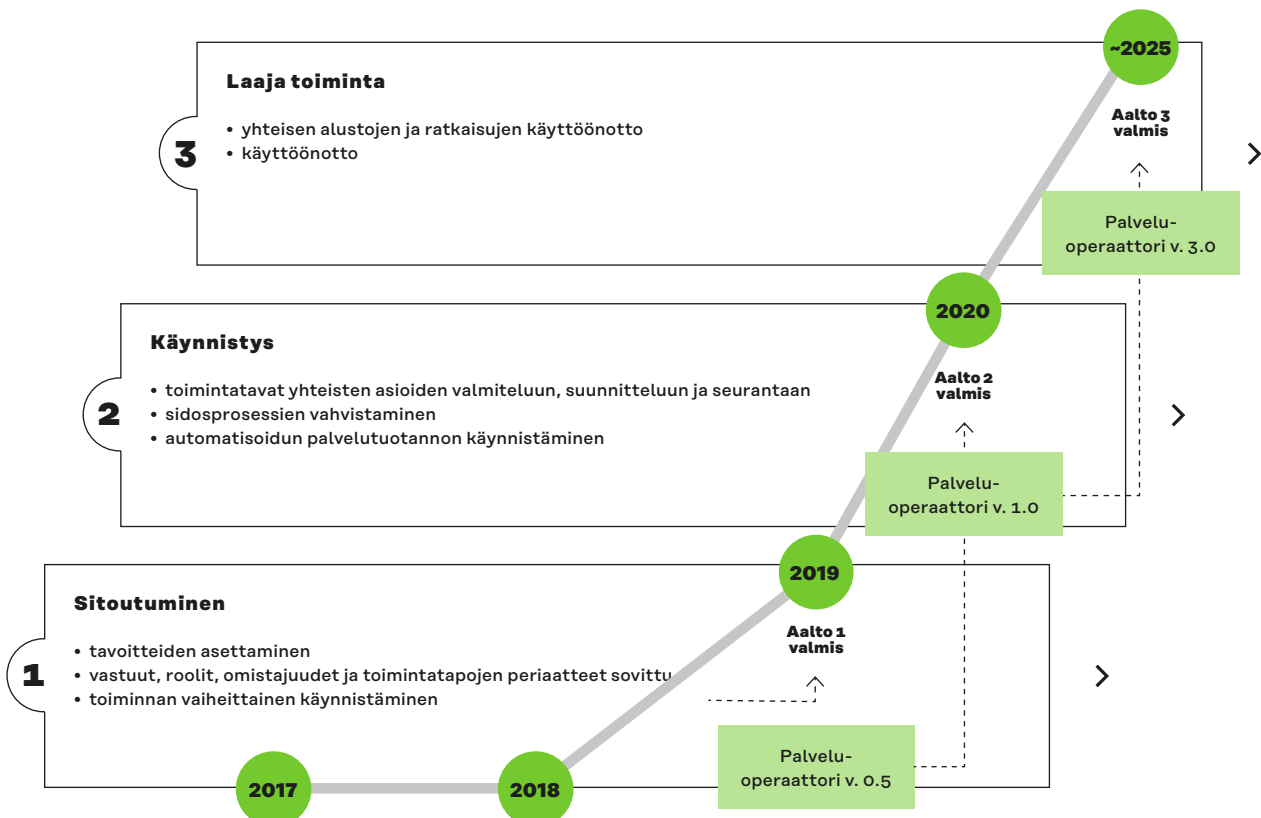 ~2025
Laaja toiminta
• yhteisen alustojen ja ratkaisujen käyttöönotto
• käyttöönotto
3
Aalto 3
valmis
Palvelu-
operaattori v. 3.0
2020
Käynnistys
• toimintatavat yhteisten asioiden valmiteluun, suunnitteluun ja seurantaan
• sidosprosessien vahvistaminen
• automatisoidun palvelutuotannon käynnistäminen
2
Aalto 2
valmis
Palvelu-
operaattori v. 1.0
2019
Sitoutuminen
• tavoitteiden asettaminen
• vastuut, roolit, omistajuudet ja toimintatapojen periaatteet sovittu
• toiminnan vaiheittainen käynnistäminen
1
Aalto 1
valmis
Palvelu-
operaattori v. 0.5
2017
2018